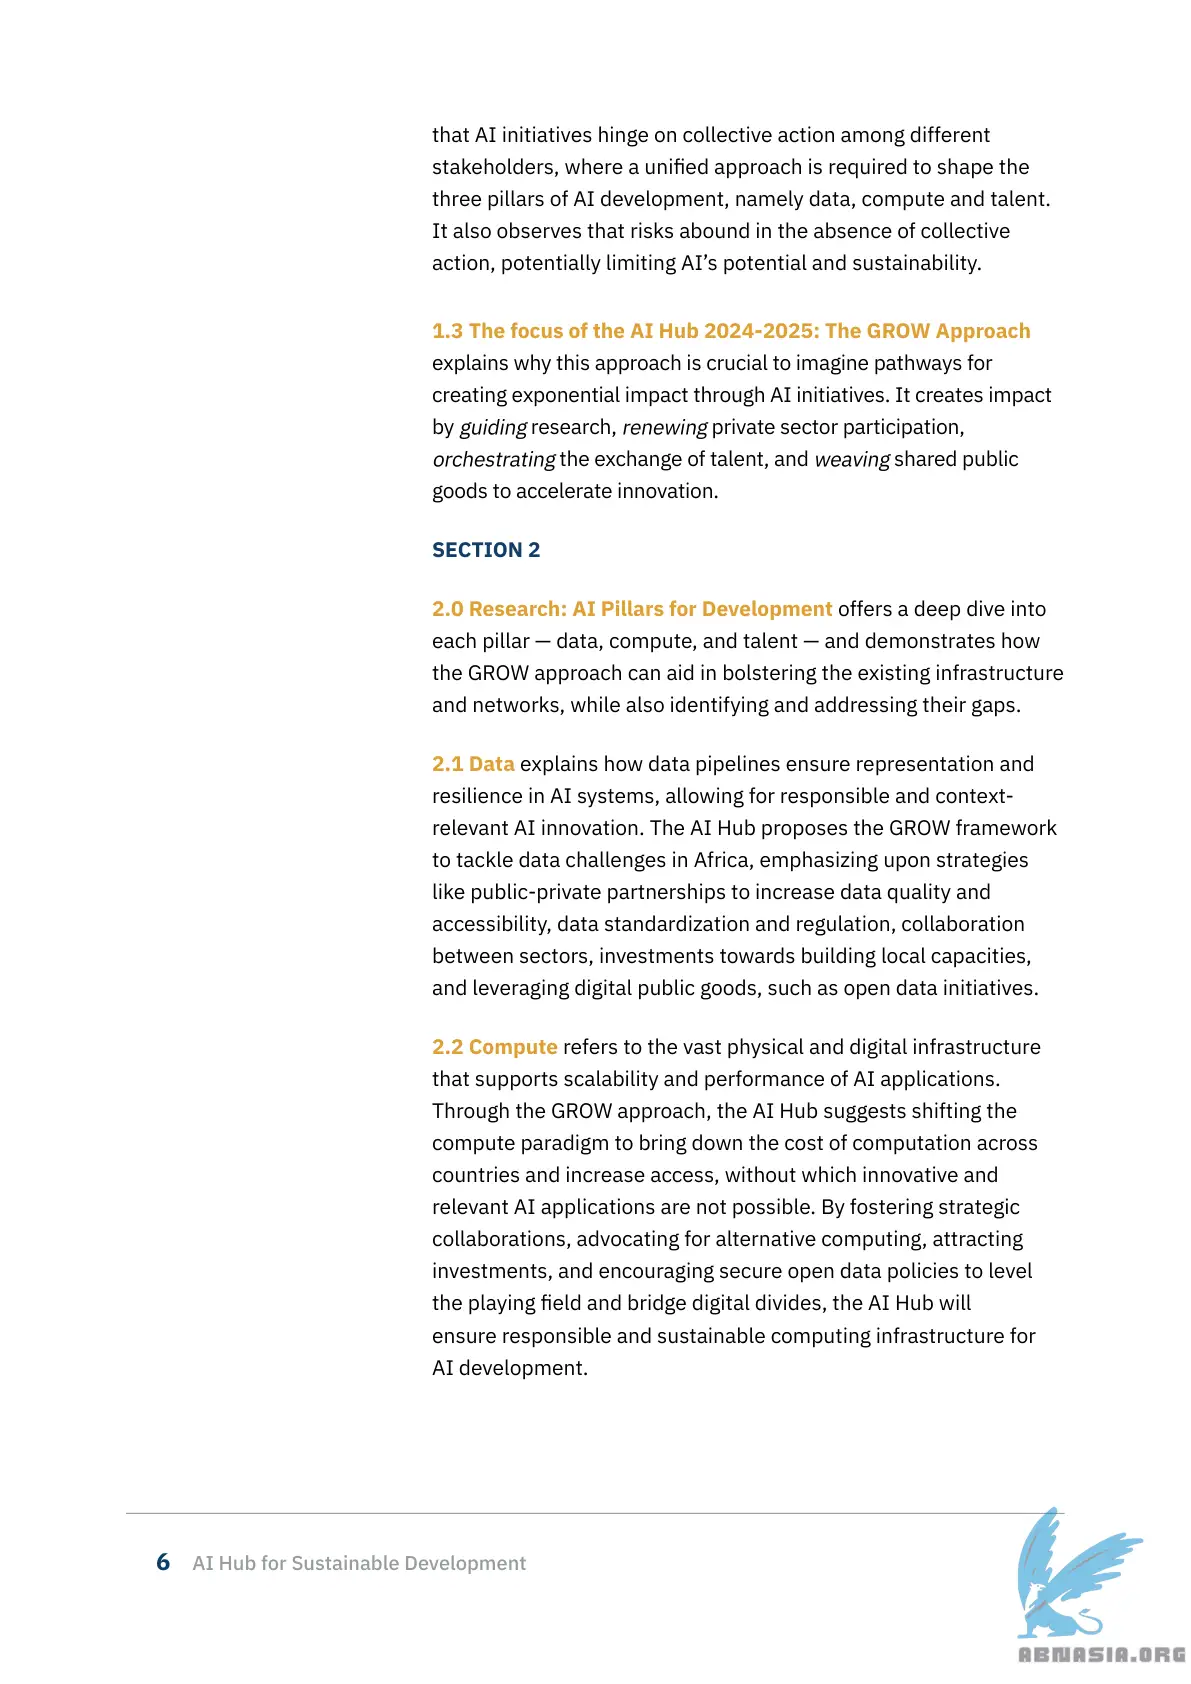 that AI initiatives hinge on collective action among different
stakeholders, where a unified approach is required to shape the
three pillars of AI development, namely data, compute and talent.
It also observes that risks abound in the absence of collective
action, potentially limiting AI’s potential and sustainability.
1.3 The focus of the AI Hub 2024-2025: The GROW Approach
explains why this approach is crucial to imagine pathways for
creating exponential impact through AI initiatives. It creates impact
by guiding research, renewing private sector participation,
orchestrating the exchange of talent, and weaving shared public
goods to accelerate innovation.
SECTION 2
2.0 Research: AI Pillars for Development offers a deep dive into
each pillar — data, compute, and talent — and demonstrates how
the GROW approach can aid in bolstering the existing infrastructure
and networks, while also identifying and addressing their gaps.
2.1 Data explains how data pipelines ensure representation and
resilience in AI systems, allowing for responsible and context-
relevant AI innovation. The AI Hub proposes the GROW framework
to tackle data challenges in Africa, emphasizing upon strategies
like public-private partnerships to increase data quality and
accessibility, data standardization and regulation, collaboration
between sectors, investments towards building local capacities,
and leveraging digital public goods, such as open data initiatives.
2.2 Compute refers to the vast physical and digital infrastructure
that supports scalability and performance of AI applications.
Through the GROW approach, the AI Hub suggests shifting the
compute paradigm to bring down the cost of computation across
countries and increase access, without which innovative and
relevant AI applications are not possible. By fostering strategic
collaborations, advocating for alternative computing, attracting
investments, and encouraging secure open data policies to level
the playing field and bridge digital divides, the AI Hub will
ensure responsible and sustainable computing infrastructure for
AI development.
6 AI Hub for Sustainable Development
ABNASIA.ORG